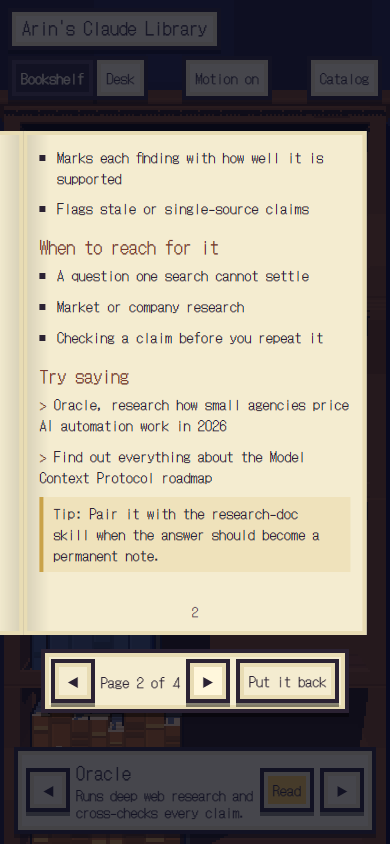 Arin's Claude Library
Bookshelf
Desk
Motion on
Catalog
▪ Marks each finding with how well it is
supported
▪ Flags stale or single-source claims
When to reach for it
▪ A question one search cannot settle
▪ Market or company research
▪ Checking a claim before you repeat it
Try saying
> Oracle, research how small agencies price
AI automation work in 2026
> Find out everything about the Model
Context Protocol roadmap
Tip: Pair it with the research-doc
skill when the answer should become a
permanent note.
2
◀ Page 2 of 4 ▶ Put it back
Oracle
Runs deep web research and
cross-checks every claim.
◀ Read ▶